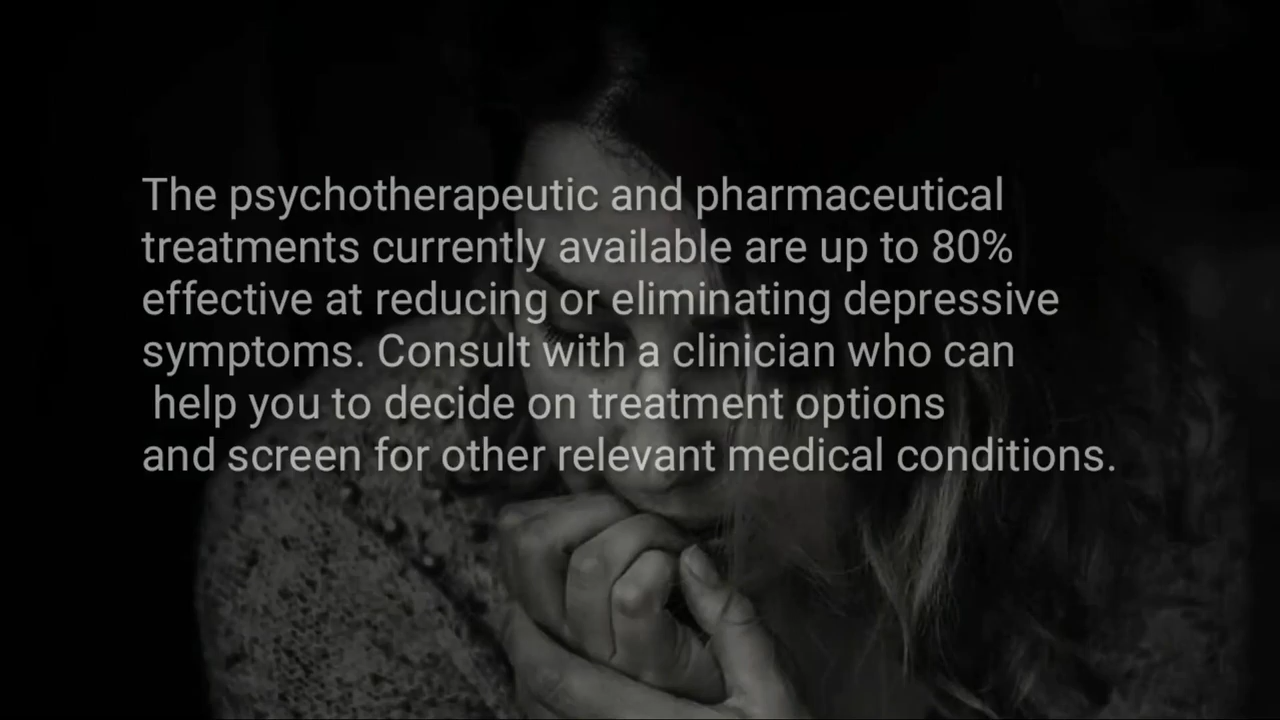 The psychotherapeutic and pharmaceutical
treatments currently available are up to 80%
effective at reducing or eliminating depressive
symptoms. Consult with a clinician who can
help you to decide on treatment options
and screen for other relevant medical conditions.